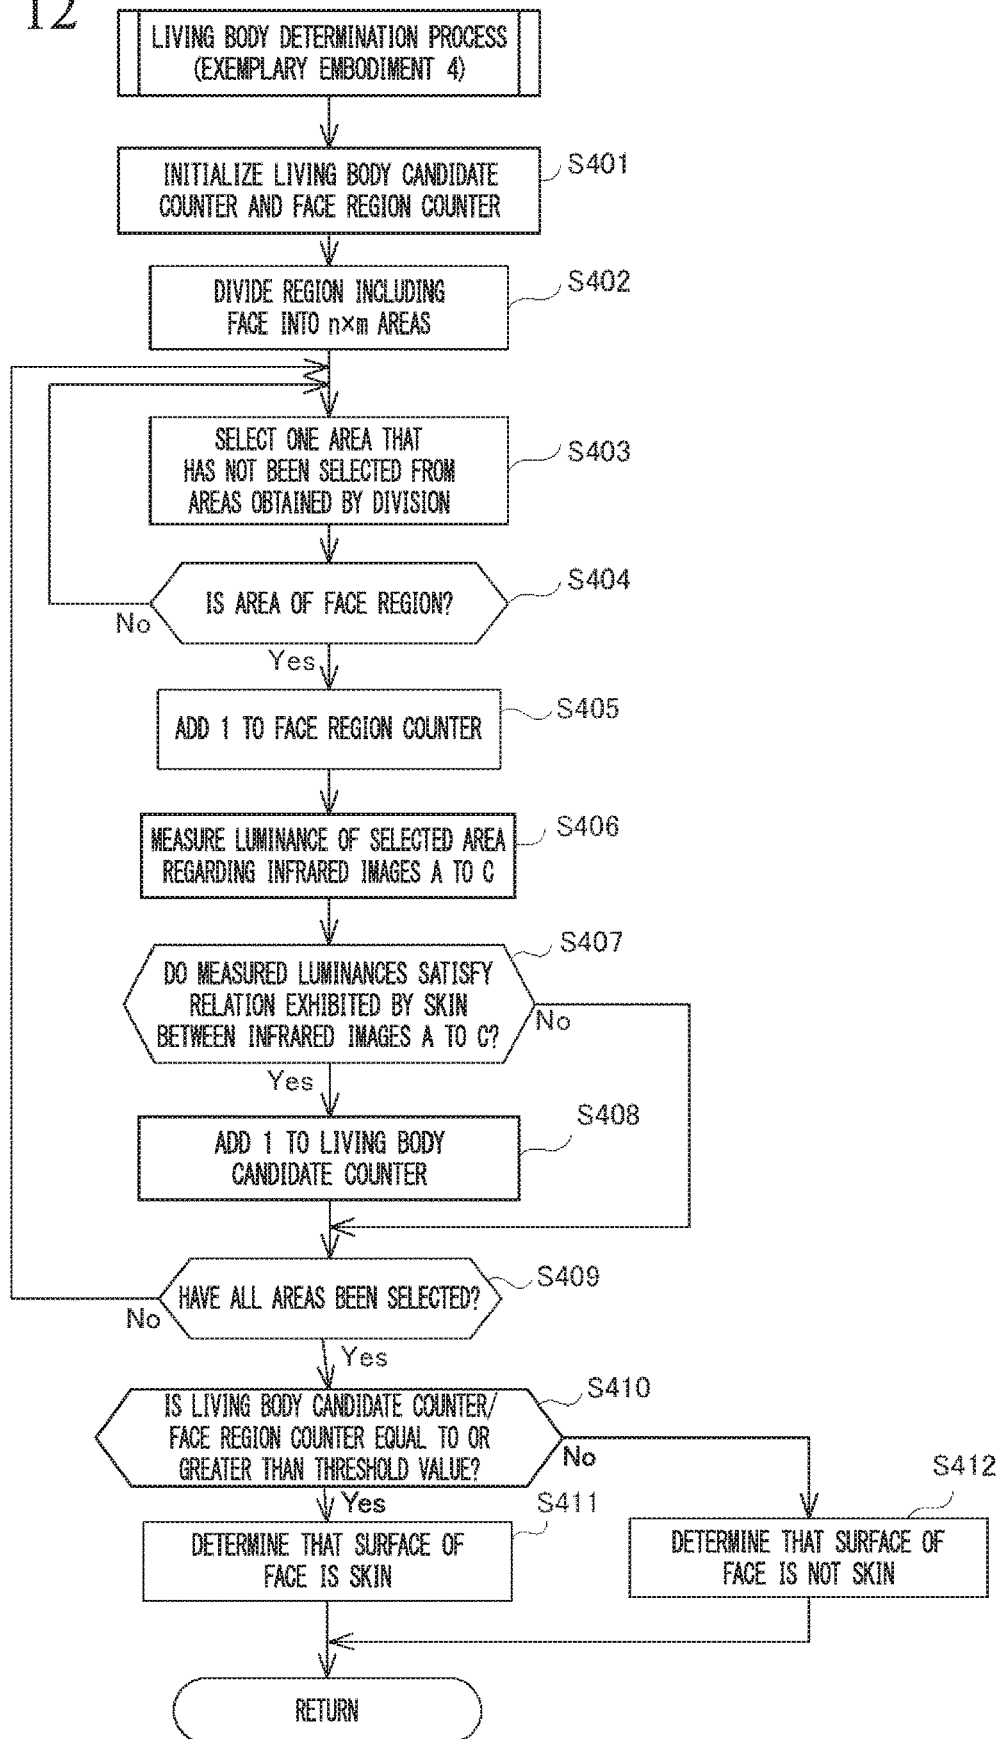 12
LIVING BODY DETERMINATION PROCESS
(EXEMPLARY EMBODIMENT 4)
S401
INITIALIZE LIVING BODY CANDIDATE
COUNTER AND FACE REGION COUNTER
S402
DIVIDE REGION INCLUDING
FACE INTO n×m AREAS
S403
SELECT ONE AREA THAT
HAS NOT BEEN SELECTED FROM
AREAS OBTAINED BY DIVISION
S404
IS AREA OF FACE REGION?
No
Yes
S405
ADD 1 TO FACE REGION COUNTER
S406
MEASURE LUMINANCE OF SELECTED AREA
REGARDING INFRARED IMAGES A TO C
S407
DO MEASURED LUMINANCES SATISFY
RELATION EXHIBITED BY SKIN
BETWEEN INFRARED IMAGES A TO C?
No
Yes
S408
ADD 1 TO LIVING BODY
CANDIDATE COUNTER
S409
HAVE ALL AREAS BEEN SELECTED?
No
Yes
S410
IS LIVING BODY CANDIDATE COUNTER/
FACE REGION COUNTER EQUAL TO OR
GREATER THAN THRESHOLD VALUE?
No
Yes
S411
S412
DETERMINE THAT SURFACE OF
FACE IS SKIN
DETERMINE THAT SURFACE OF
FACE IS NOT SKIN
RETURN